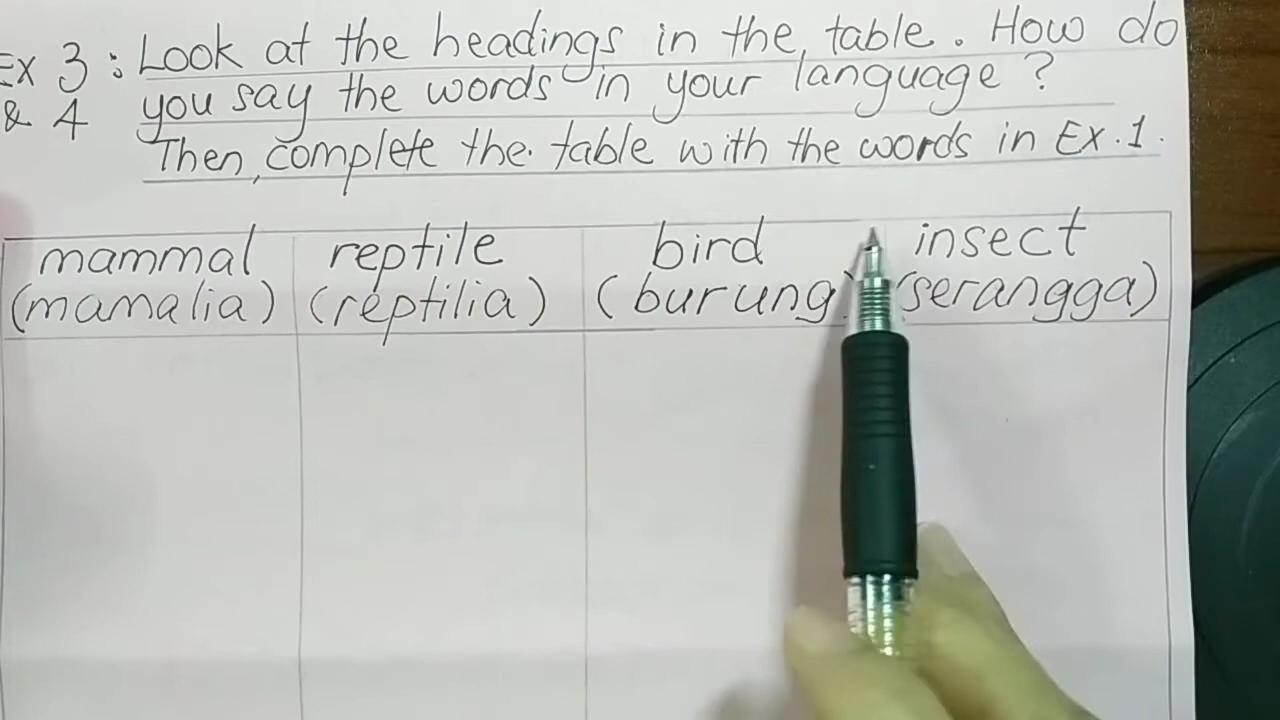 Ex 3 : Look at the headings in the table. How do
& 4 you say the words in your language?
Then, complete the table with the words in Ex. 1.
mammal reptile bird insect
(mamalia) (reptilia) (burung) (serangga)